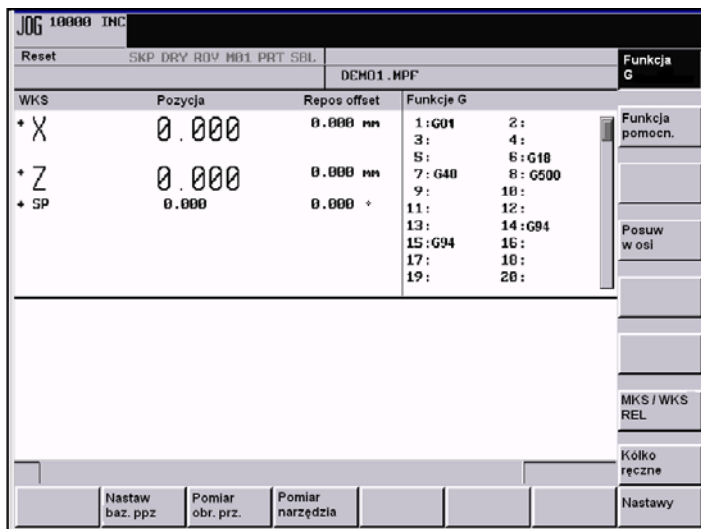 JOG 10000 INC
Reset SKP DRY ROV M01 PRT SBL
DEMO1.MPF
Funkcja G
WKS Pozycja Repos offset Funkcje G
+ X 0.000 0.000 mm
+ Z 0.000 0.000 mm
+ SP 0.000 0.000 °
1:G01 2:
3: 4:
5: 6:G18
7:G40 8:G500
9: 10:
11: 12:
13: 14:G94
15:G94 16:
17: 18:
19: 20:
Funkcja
pomocn.
Posuw
w osi
MKS / WKS
REL
Kółko
ręczne
Nastaw
baz. ppz
Pomiar
obr. prz.
Pomiar
narzędzia
Nastawy